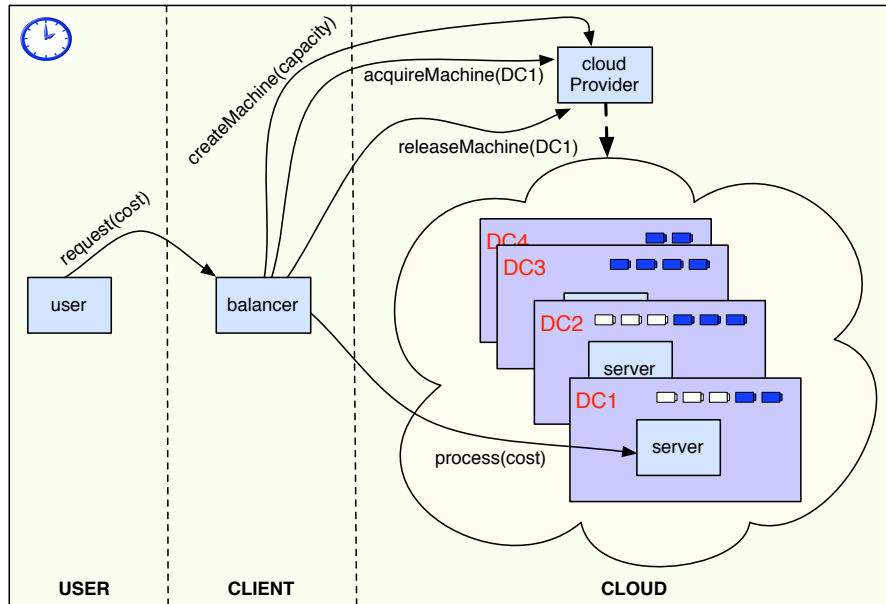 createMachine(capacity)
acquireMachine(DC1)
cloud
Provider
releaseMachine(DC1)
request(cost)
user
balancer
DC4
DC3
DC2
server
DC1
server
process(cost)
USER
CLIENT
CLOUD